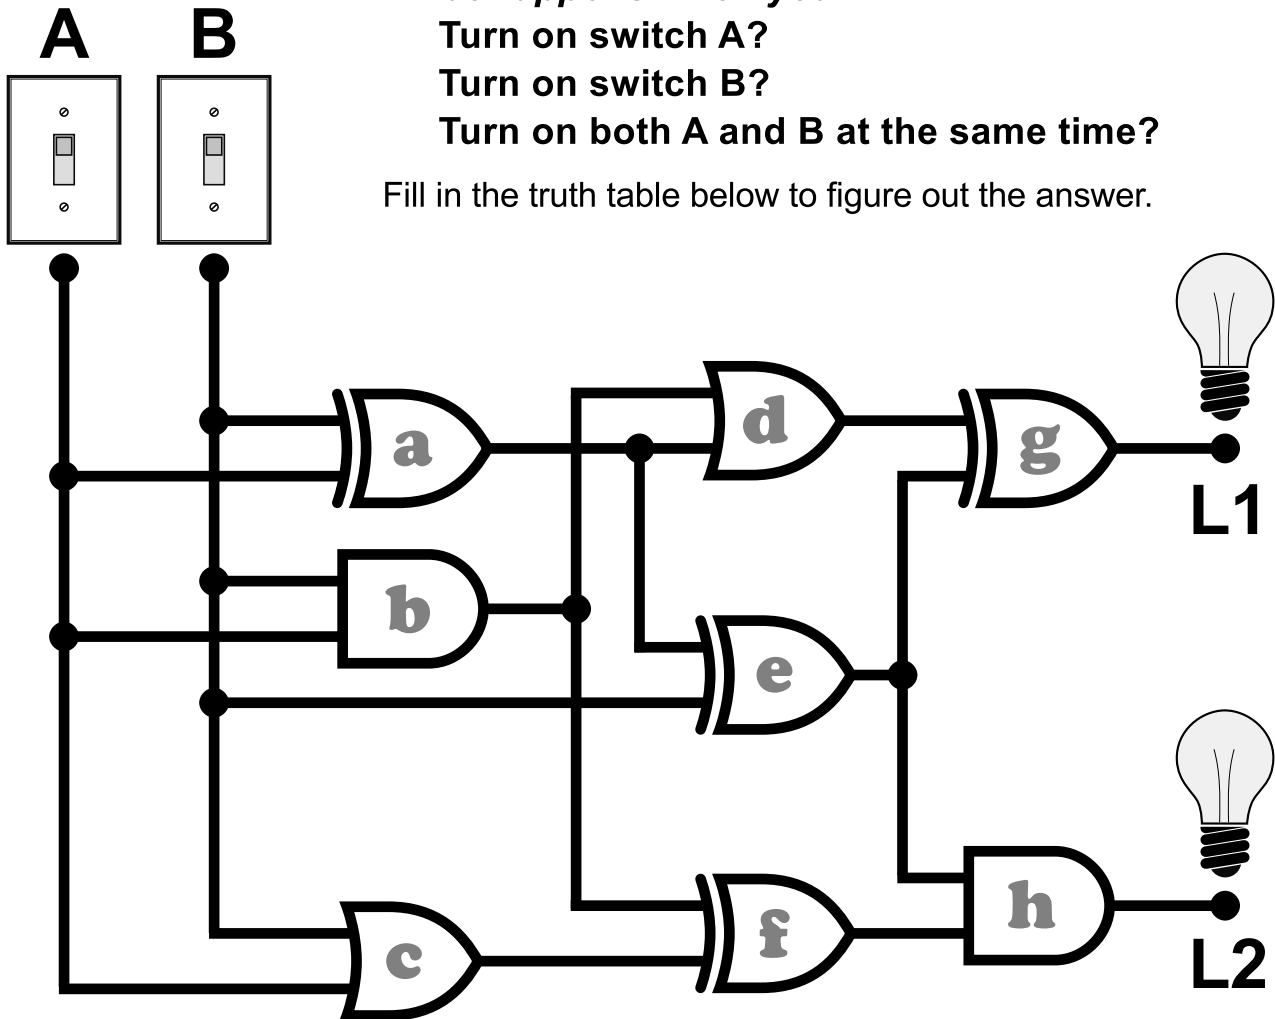 A B
Turn on switch A?
Turn on switch B?
Turn on both A and B at the same time?
Fill in the truth table below to figure out the answer.
a
d
g
L1
b
e
c
f
h
L2